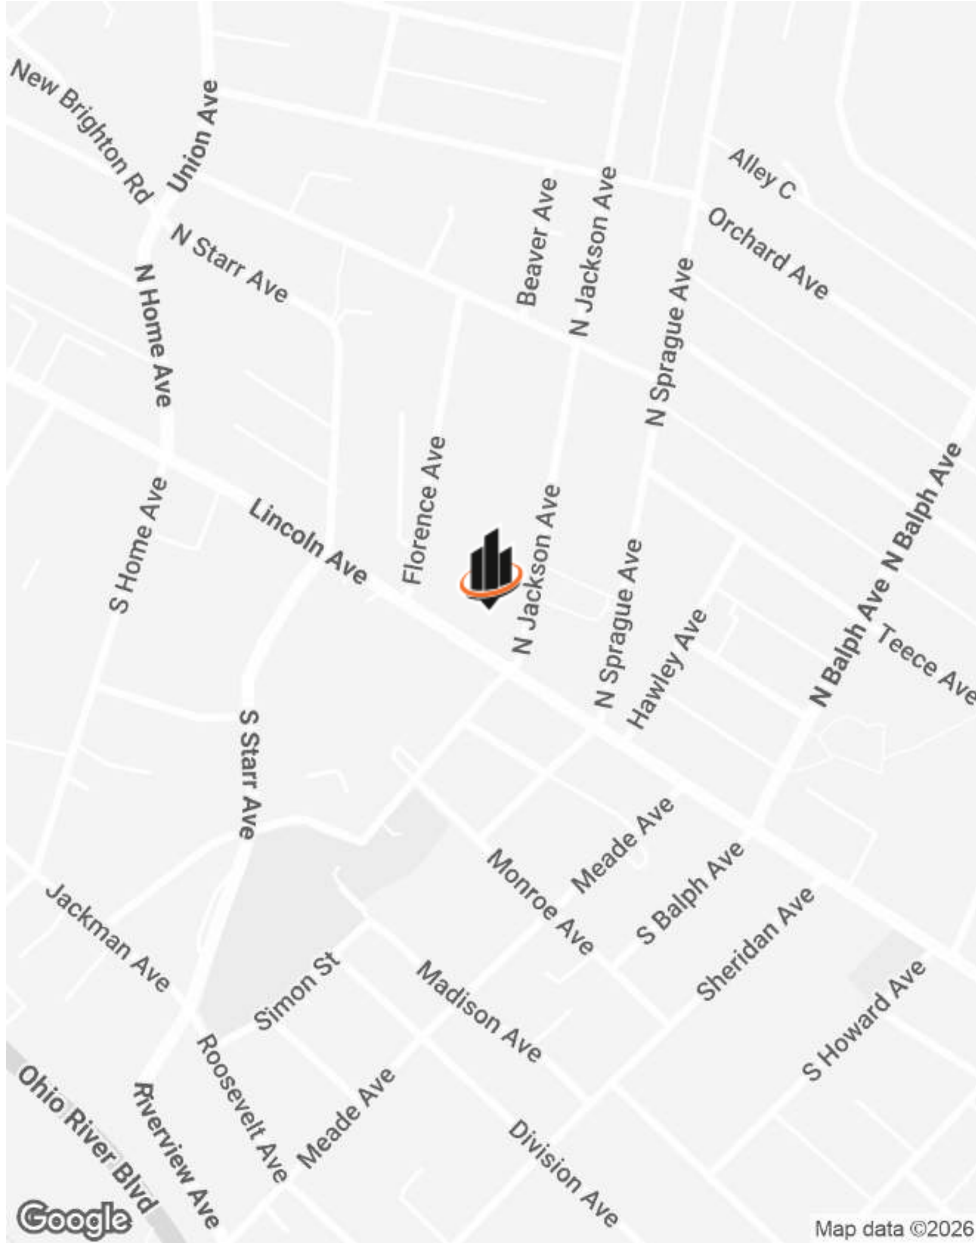 New Brighton Rd
Union Ave
Alley C
Beaver Ave
N Jackson Ave
Orchard Ave
N Starr Ave
N Home Ave
N Sprague Ave
Florence Ave
N Balph Ave
S Home Ave
Lincoln Ave
N Jackson Ave
N Sprague Ave
Hawley Ave
N Balph Ave
Teece Ave
S Starr Ave
Meade Ave
Monroe Ave
S Balph Ave
Sheridan Ave
Jackman Ave
Simon St
Madison Ave
S Howard Ave
Roosevelt Ave
Ohio River Blvd
Riverview Ave
Meade Ave
Division Ave
Google
Map data ©2026